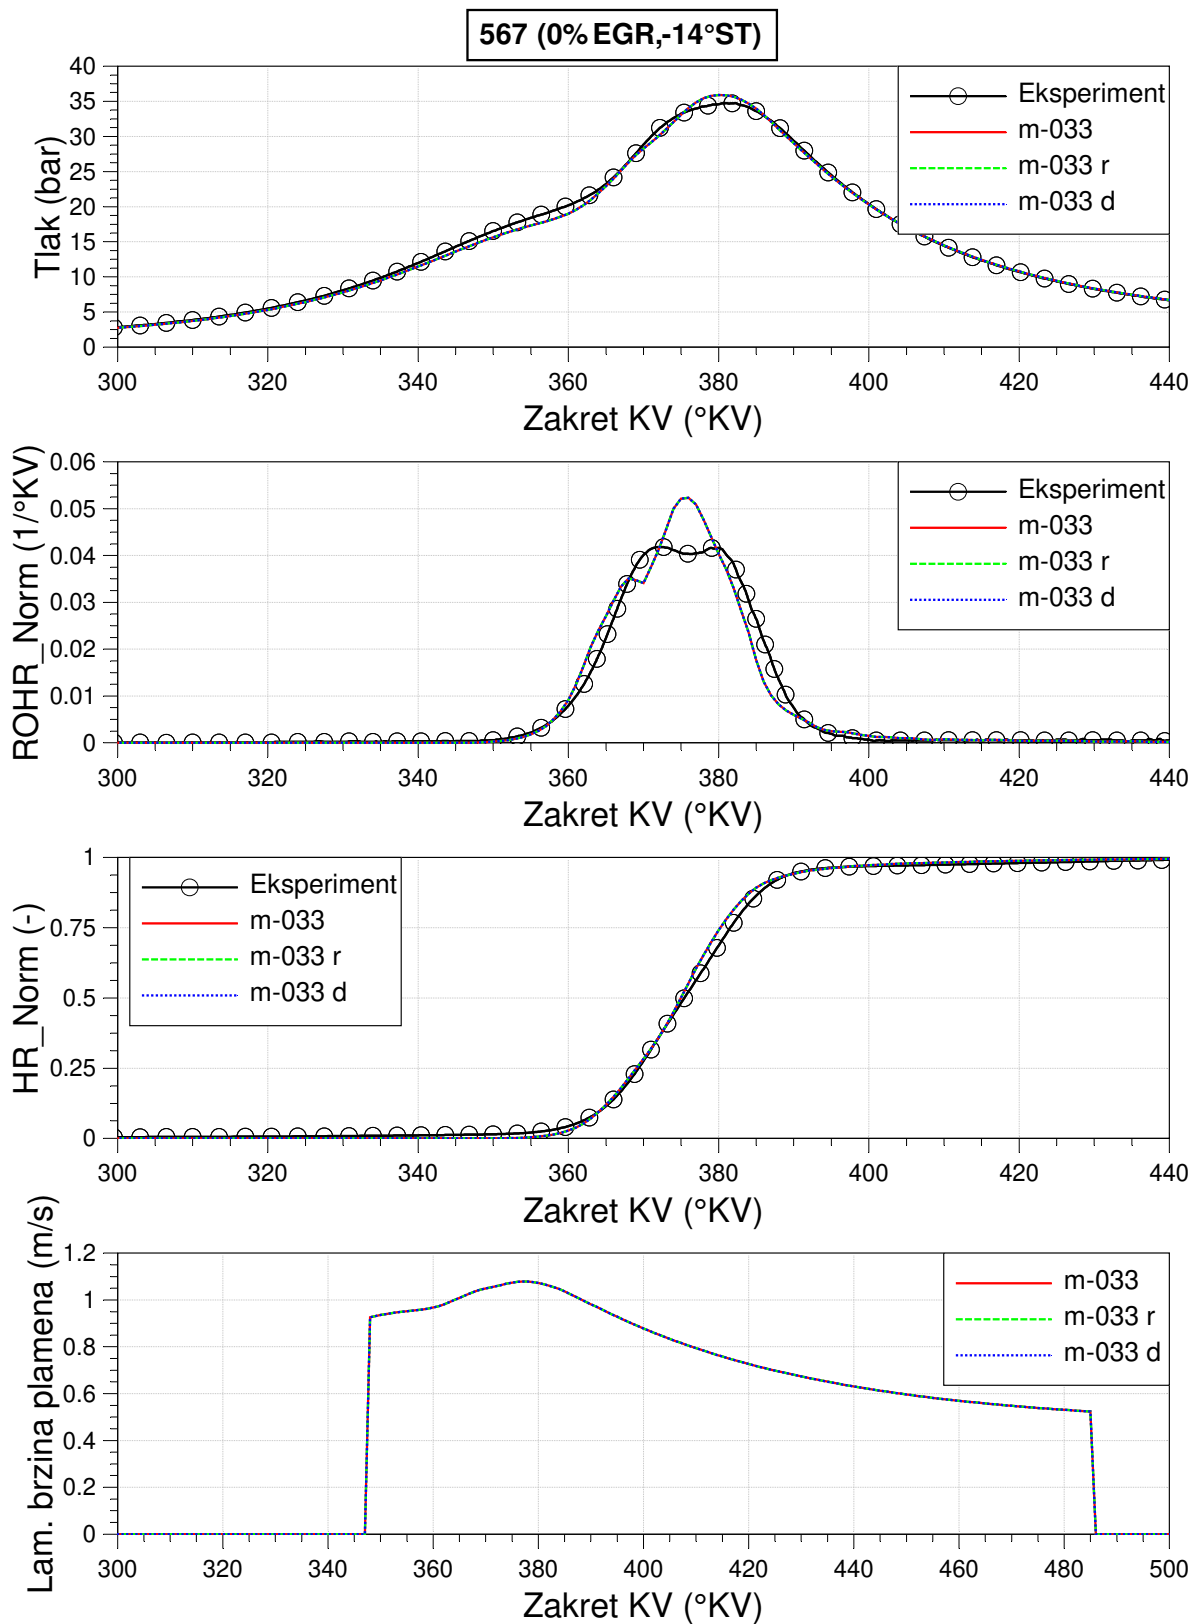 567 (0% EGR,-14°ST)
Tlak (bar)
40
35
30
25
20
15
10
5
0
Eksperiment
m-033
m-033 r
m-033 d
300 320 340 360 380 400 420 440
Zakret KV (°KV)
ROHR_Norm (1/°KV)
0.06
0.05
0.04
0.03
0.02
0.01
0
Eksperiment
m-033
m-033 r
m-033 d
300 320 340 360 380 400 420 440
Zakret KV (°KV)
HR_Norm (-)
1
0.75
0.5
0.25
0
Eksperiment
m-033
m-033 r
m-033 d
300 320 340 360 380 400 420 440
Zakret KV (°KV)
Lam. brzina plamena (m/s)
1.2
1
0.8
0.6
0.4
0.2
0
m-033
m-033 r
m-033 d
300 320 340 360 380 400 420 440 460 480 500
Zakret KV (°KV)